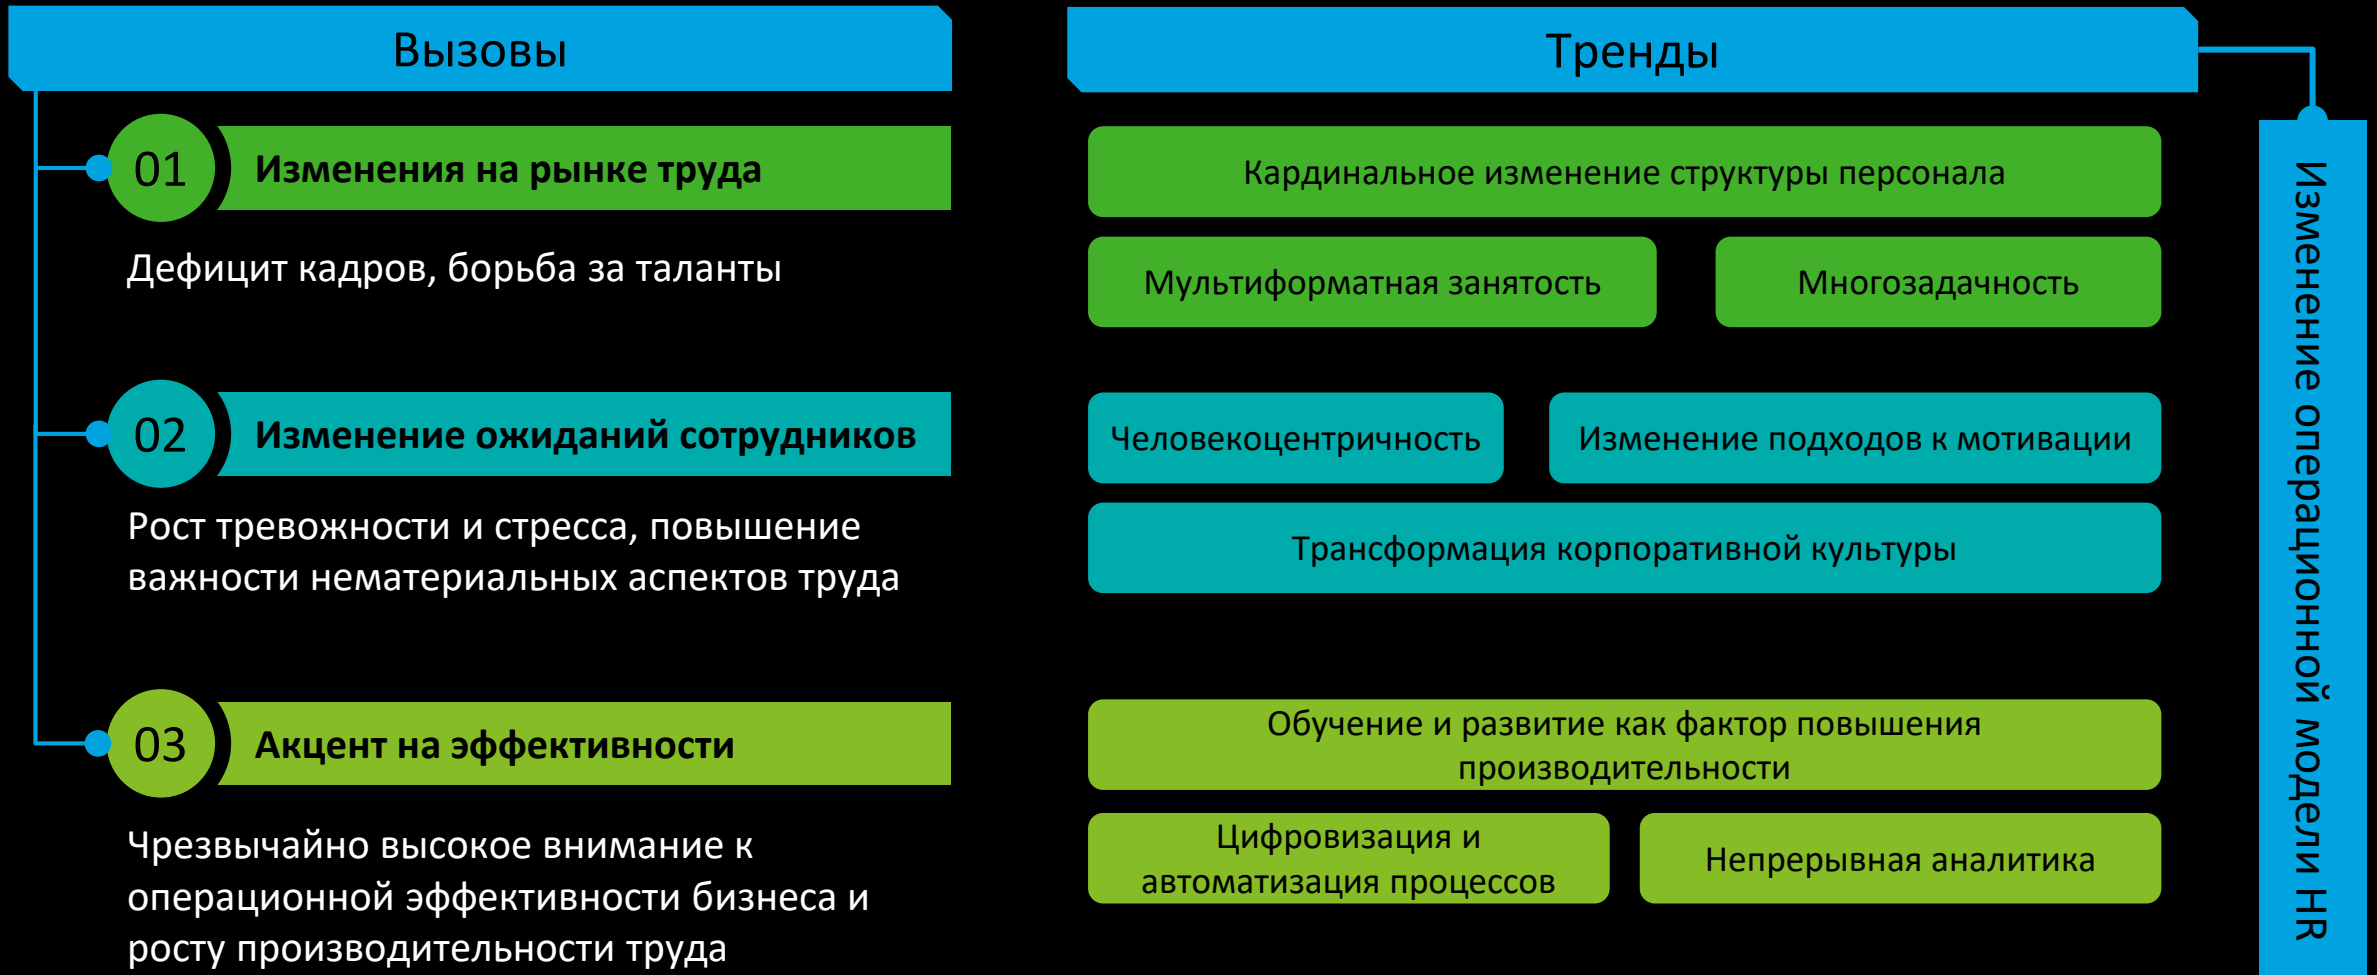 Вызовы
01
Изменения на рынке труда
Дефицит кадров, борьба за таланты
02
Изменение ожиданий сотрудников
Рост тревожности и стресса, повышение
важности нематериальных аспектов труда
03
Акцент на эффективности
Чрезвычайно высокое внимание к
операционной эффективности бизнеса и
росту производительности труда
Тренды
Кардинальное изменение структуры персонала
Мультиформатная занятость
Многозадачность
Человекоцентричность
Изменение подходов к мотивации
Трансформация корпоративной культуры
Обучение и развитие как фактор повышения
производительности
Цифровизация и
автоматизация процессов
Непрерывная аналитика
Изменение операционной модели HR